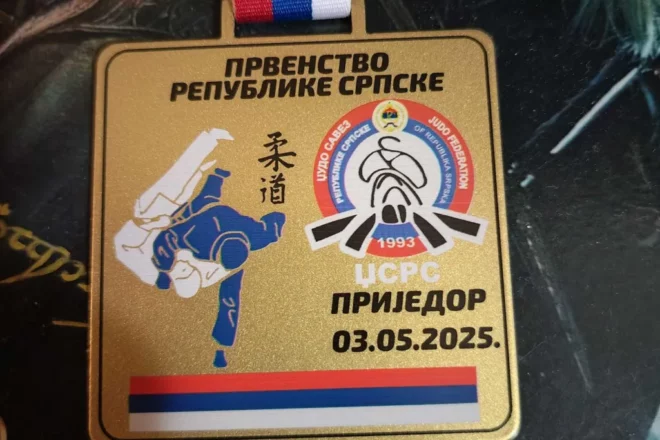 ПРВЕНСТВО
РЕПУБЛИКЕ СРПСКЕ
柔道
ЏУДО САВЕЗ
РЕПУБЛИКЕ СРПСКЕ
JUDO FEDERATION
OF REPUBLIKA SRPSKA
1993
ЏСРС
ПРИЈЕДОР
03.05.2025.